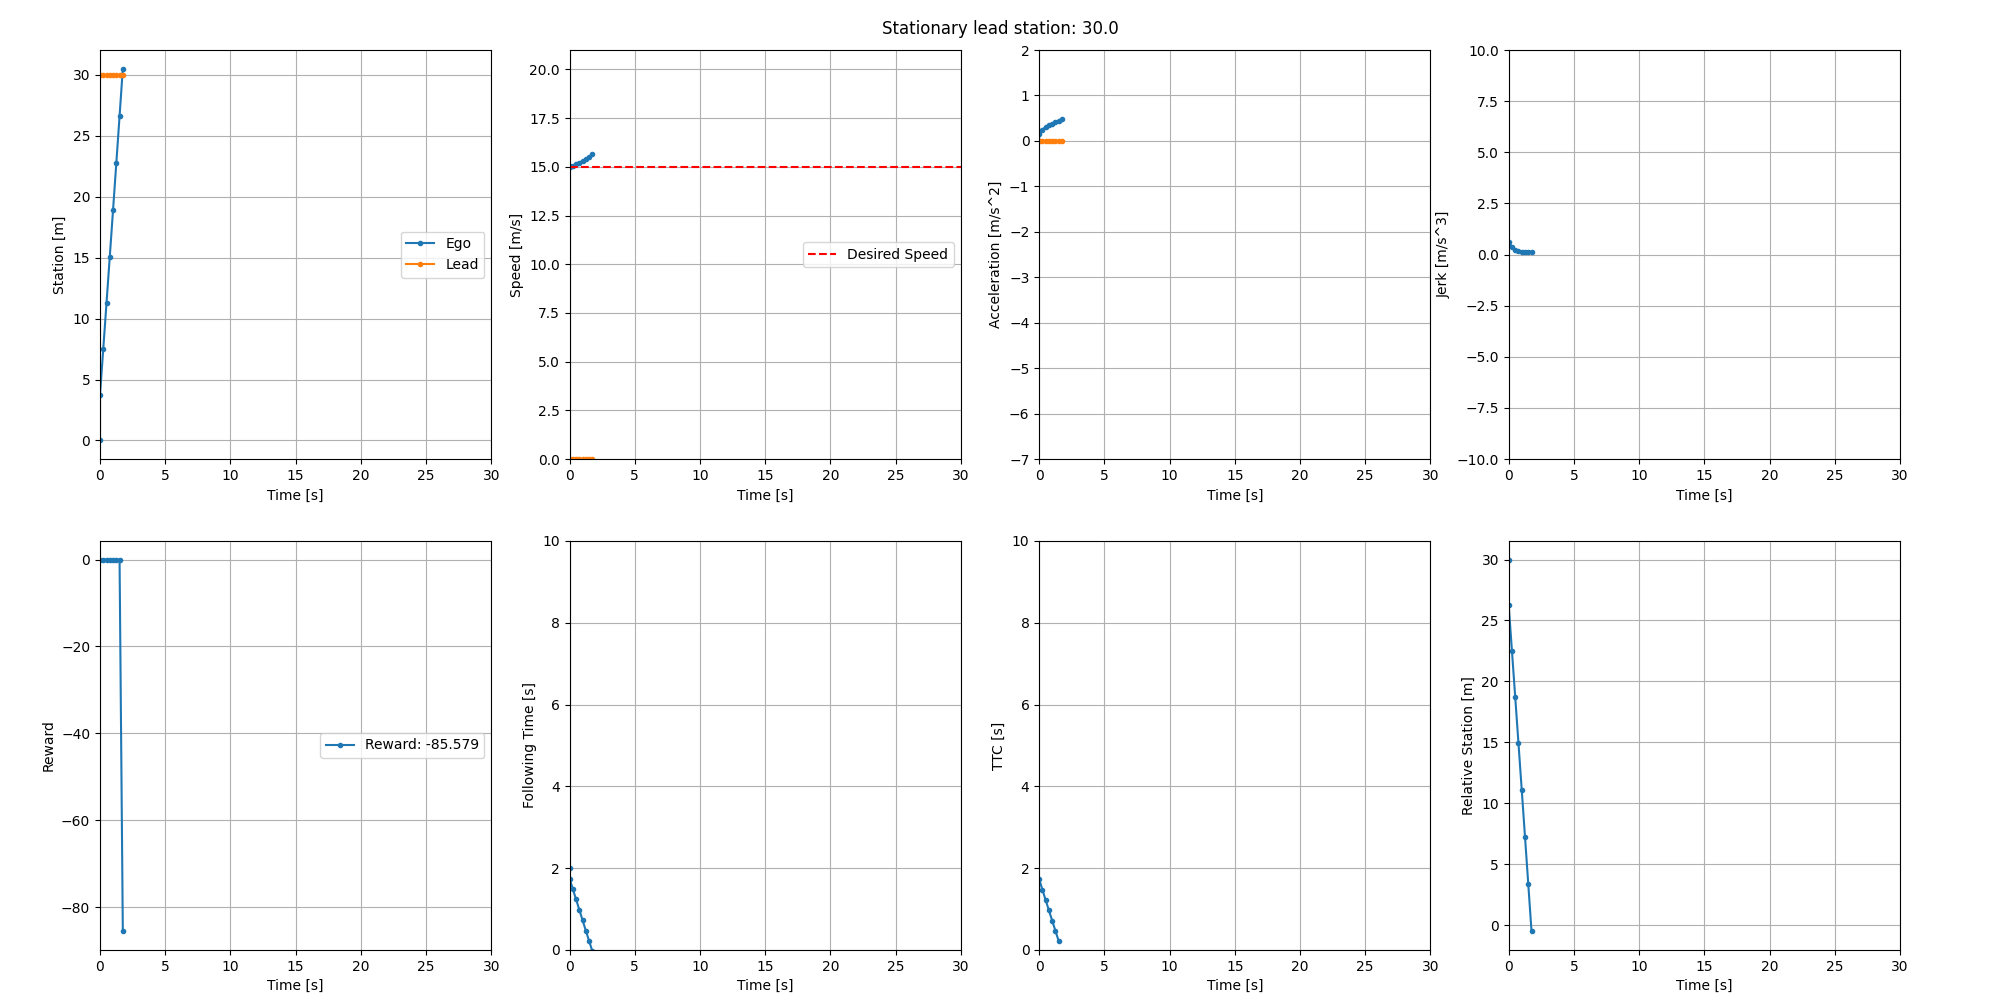 Stationary lead station: 30.0
Station [m]
30
25
20
15
10
5
0
Ego
Lead
0 5 10 15 20 25 30
Time [s]
Speed [m/s]
20.0
17.5
15.0
12.5
10.0
7.5
5.0
2.5
0.0
Desired Speed
0 5 10 15 20 25 30
Time [s]
Acceleration [m/s^2]
2
1
0
−1
−2
−3
−4
−5
−6
−7
0 5 10 15 20 25 30
Time [s]
Jerk [m/s^3]
10.0
7.5
5.0
2.5
0.0
−2.5
−5.0
−7.5
−10.0
0 5 10 15 20 25 30
Time [s]
Reward
0
−20
−40
−60
−80
Reward: -85.579
0 5 10 15 20 25 30
Time [s]
Following Time [s]
10
8
6
4
2
0
0 5 10 15 20 25 30
Time [s]
TTC [s]
10
8
6
4
2
0
0 5 10 15 20 25 30
Time [s]
Relative Station [m]
30
25
20
15
10
5
0
0 5 10 15 20 25 30
Time [s]